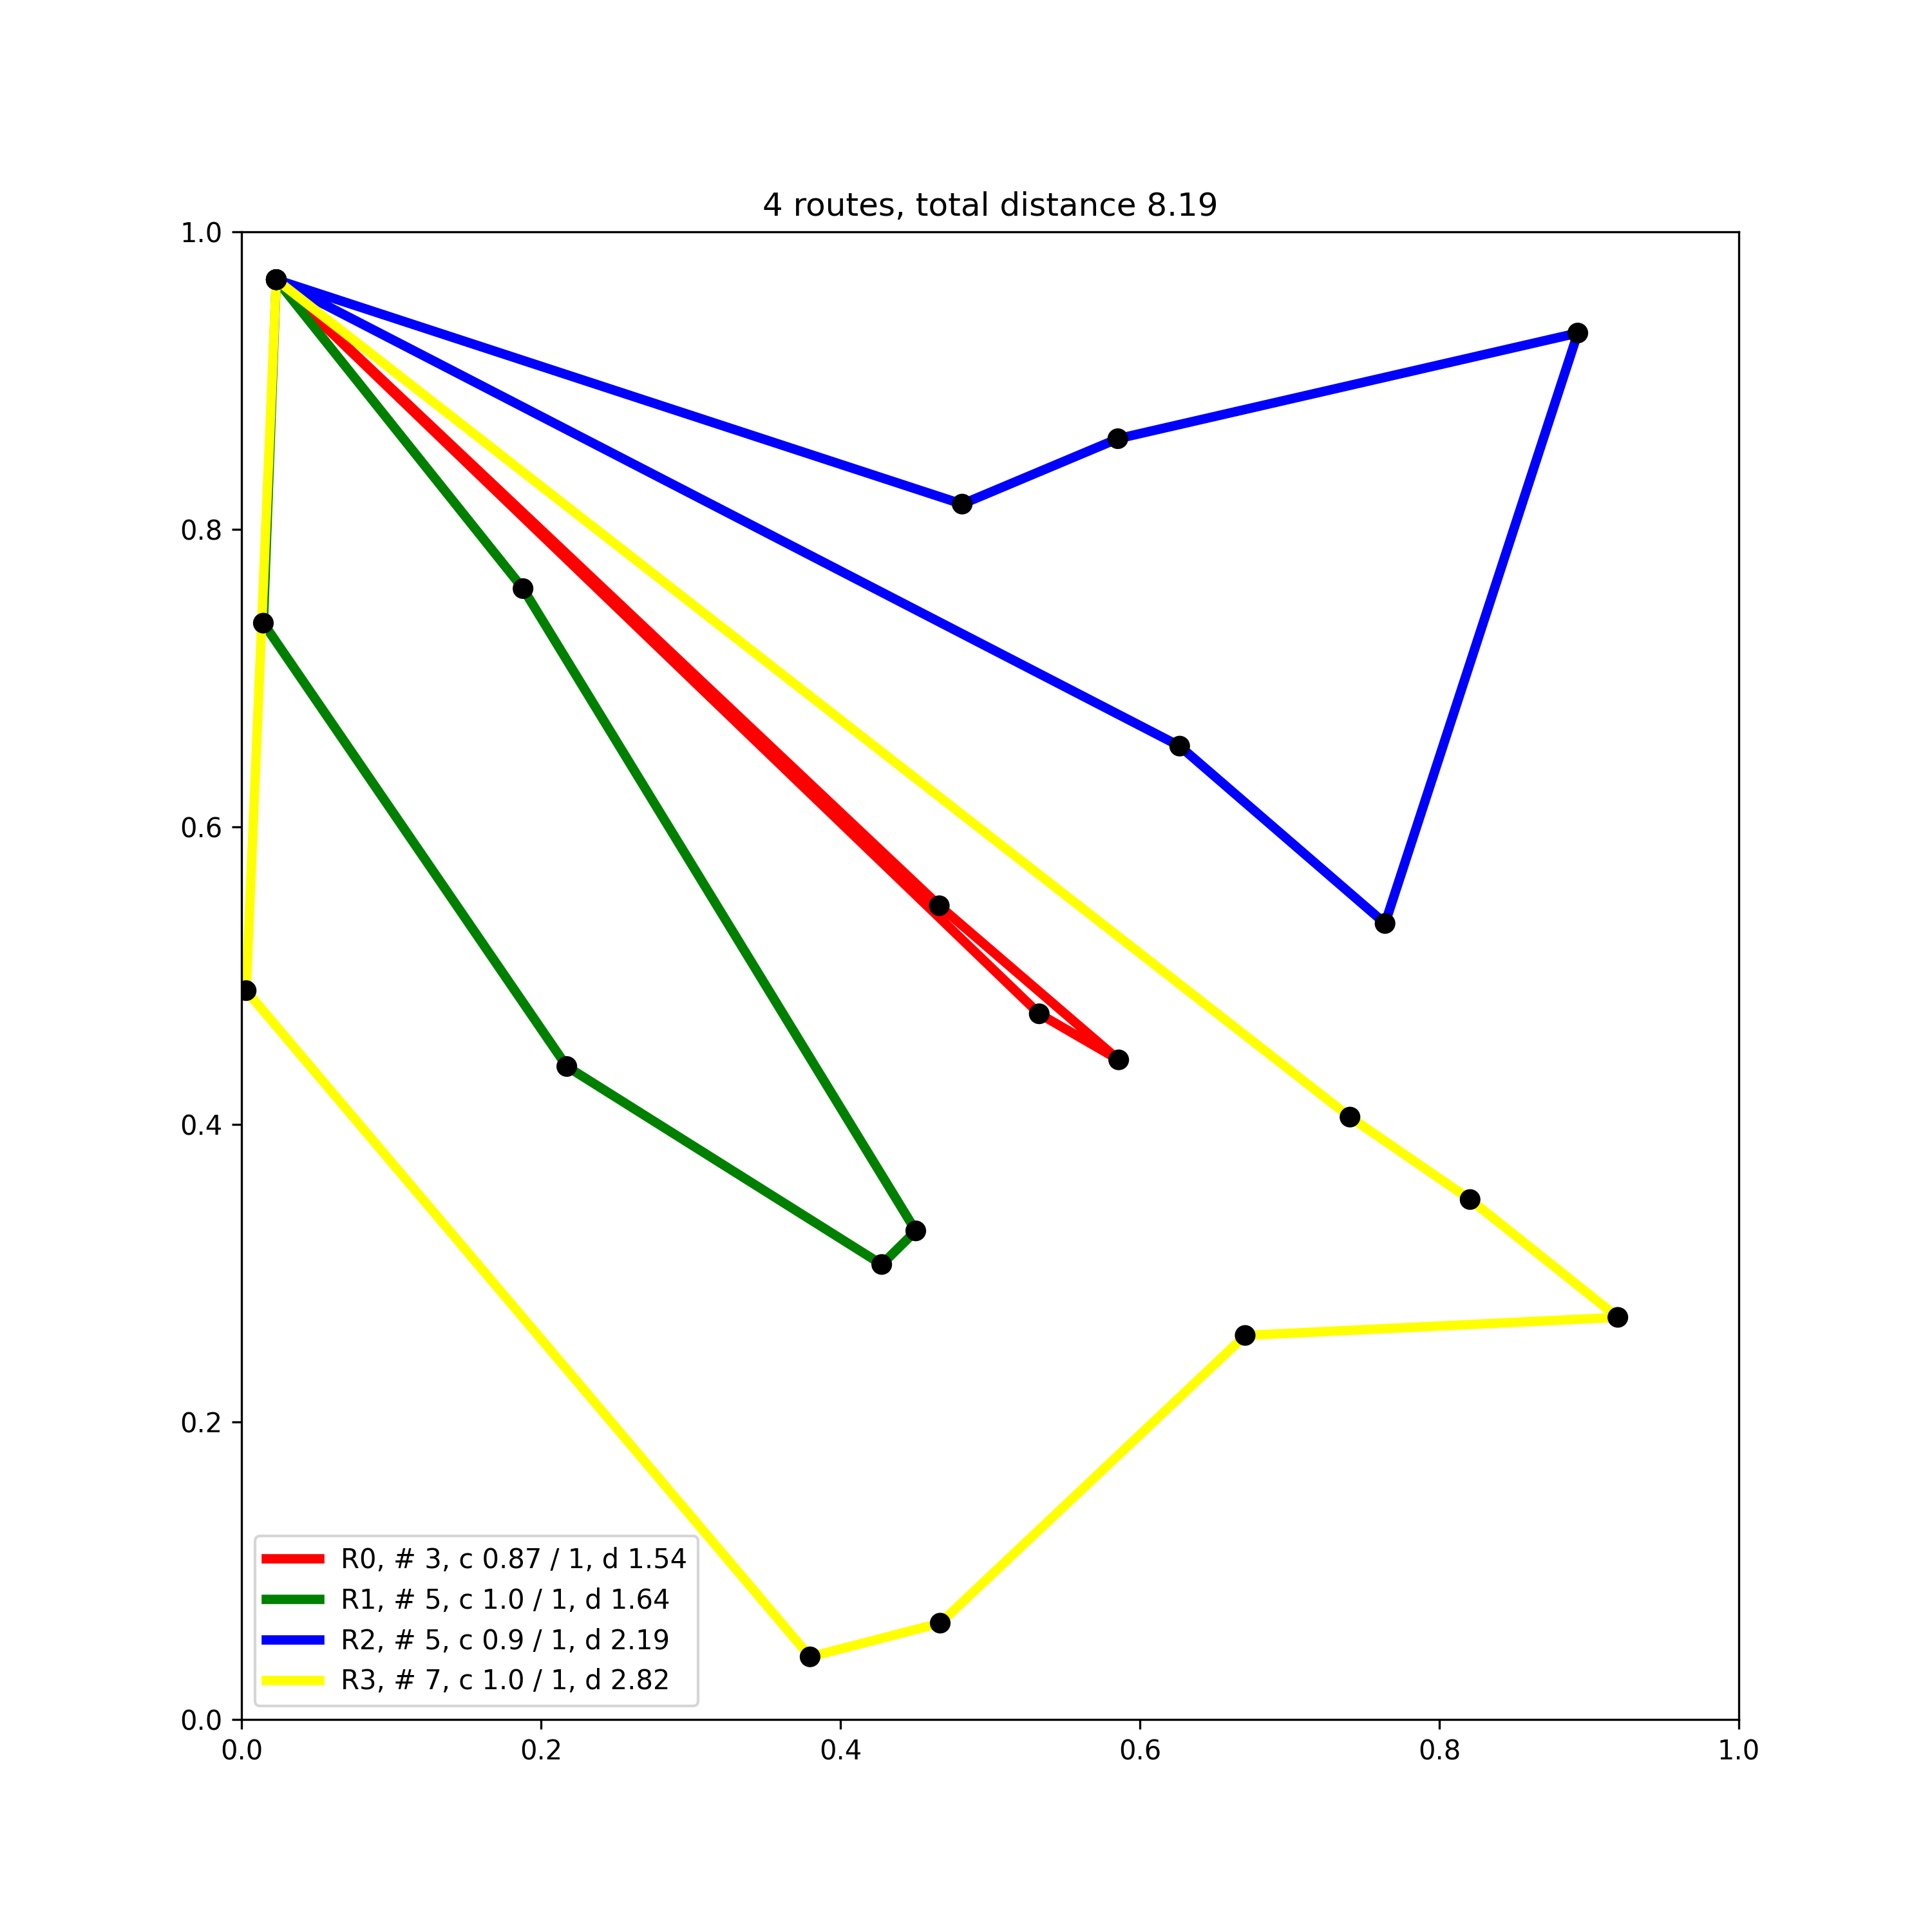 4 routes, total distance 8.19
1.0
0.8
0.6
0.4
0.2
0.0
R0, # 3, c 0.87 / 1, d 1.54
R1, # 5, c 1.0 / 1, d 1.64
R2, # 5, c 0.9 / 1, d 2.19
R3, # 7, c 1.0 / 1, d 2.82
0.0 0.2 0.4 0.6 0.8 1.0